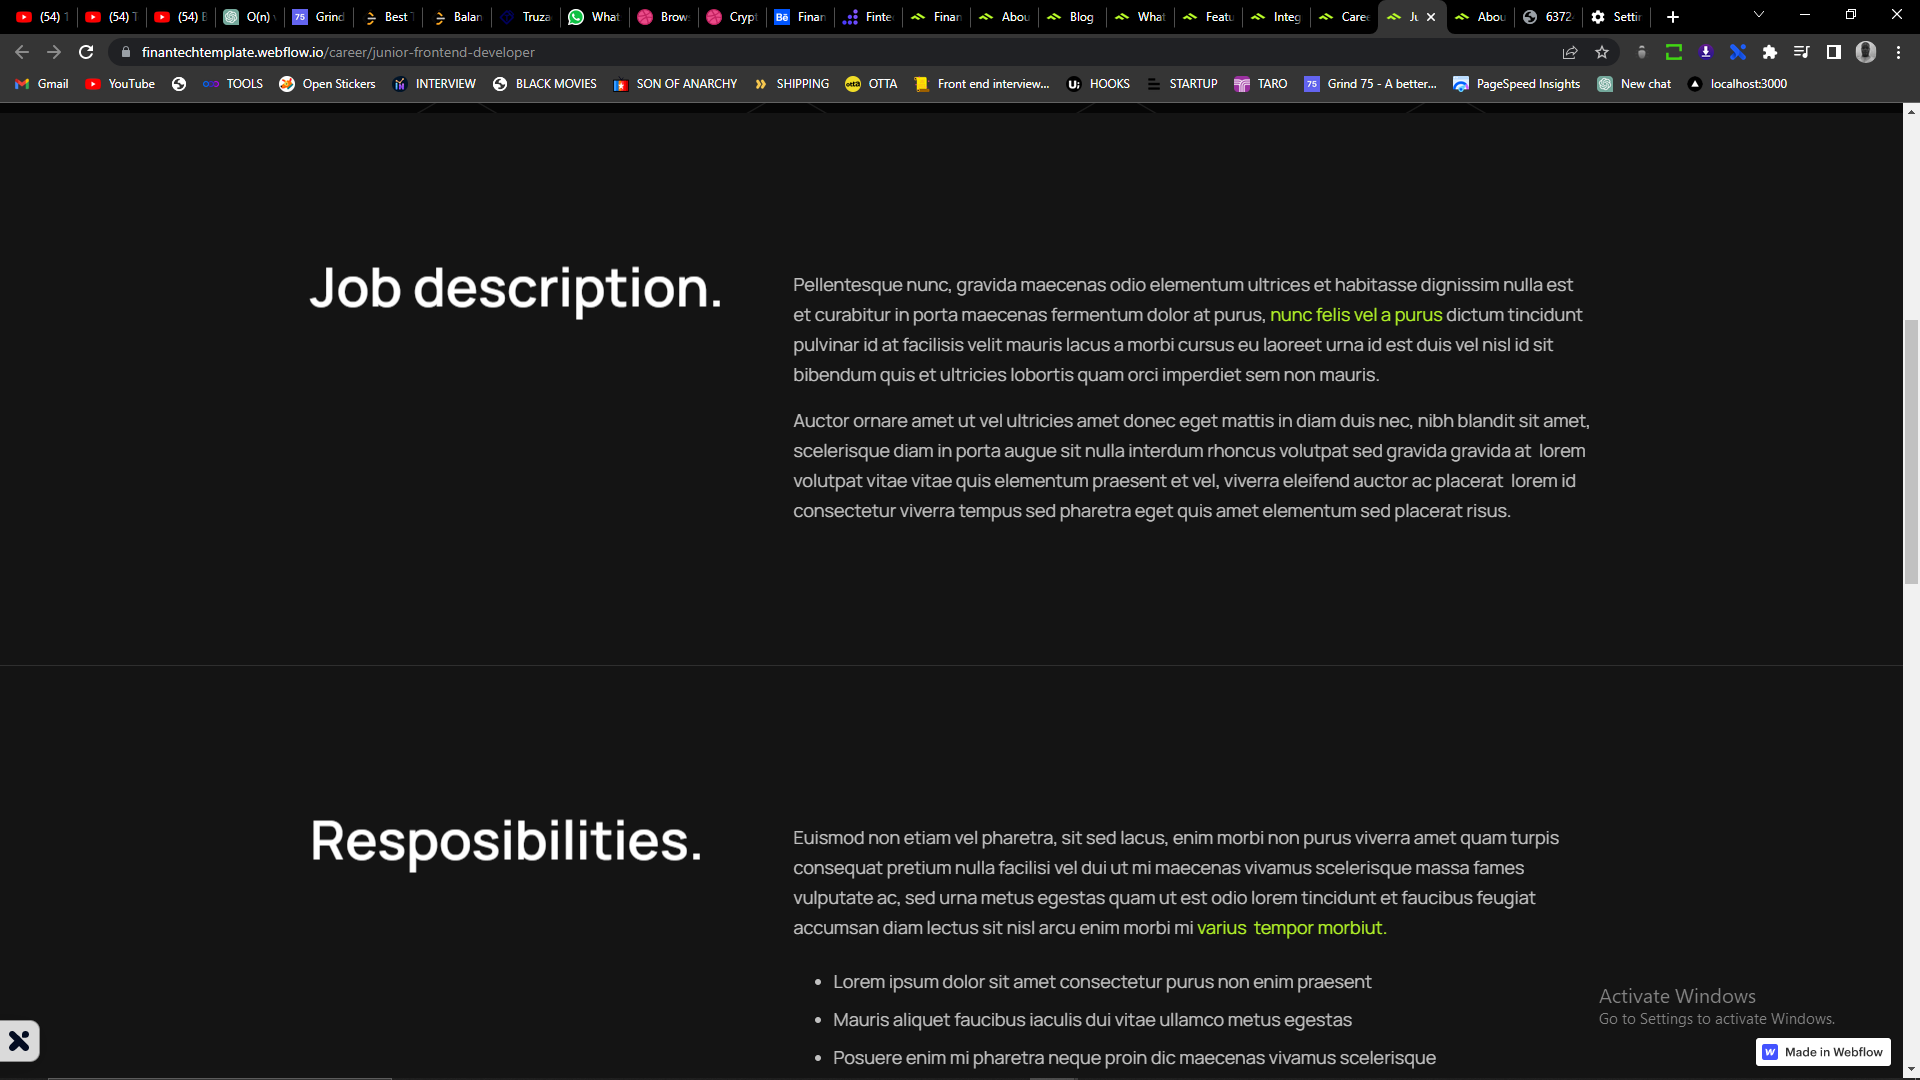 (54) T
(54) T
(54) E
O(n)
Grind
Best
Balan
Truza
What
Brow
Crypt
Finan
Finte
Finan
Abou
Blog
What
Featu
Integ
Caree
Ju
Abou
6372
Settin
finantechtemplate.webflow.io/career/junior-frontend-developer
Gmail
YouTube
TOOLS
Open Stickers
INTERVIEW
BLACK MOVIES
SON OF ANARCHY
SHIPPING
OTTA
Front end interview...
HOOKS
STARTUP
TARO
Grind 75 - A better...
PageSpeed Insights
New chat
localhost:3000
Job description.
Pellentesque nunc, gravida maecenas odio elementum ultrices et habitasse dignissim nulla est
et curabitur in porta maecenas fermentum dolor at purus, nunc felis vel a purus dictum tincidunt
pulvinar id at facilisis velit mauris lacus a morbi cursus eu laoreet urna id est duis vel nisl id sit
bibendum quis et ultricies lobortis quam orci imperdiet sem non mauris.
Auctor ornare amet ut vel ultricies amet donec eget mattis in diam duis nec, nibh blandit sit amet,
scelerisque diam in porta augue sit nulla interdum rhoncus volutpat sed gravida gravida at lorem
volutpat vitae vitae quis elementum praesent et vel, viverra eleifend auctor ac placerat lorem id
consectetur viverra tempus sed pharetra eget quis amet elementum sed placerat risus.
Resposibilities.
Euismod non etiam vel pharetra, sit sed lacus, enim morbi non purus viverra amet quam turpis
consequat pretium nulla facilisi vel dui ut mi maecenas vivamus scelerisque massa fames
vulputate ac, sed urna metus egestas quam ut est odio lorem tincidunt et faucibus feugiat
accumsan diam lectus sit nisl arcu enim morbi mi varius tempor morbiut.
• Lorem ipsum dolor sit amet consectetur purus non enim praesent
• Mauris aliquet faucibus iaculis dui vitae ullamco metus egestas
• Posuere enim mi pharetra neque proin dic maecenas vivamus scelerisque
Activate Windows
Go to Settings to activate Windows.
Made in Webflow